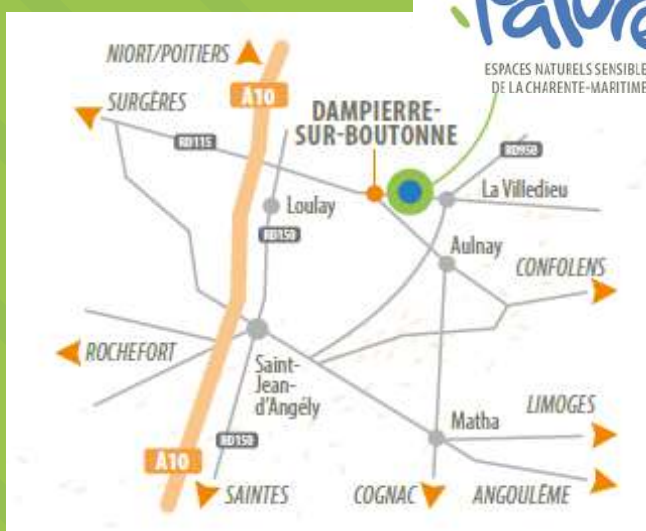 ESPACES NATURELS SENSIBLE
DE LA CHARENTE-MARITIME
NIORT/POITIERS
A10
SURGÈRES
DAMPIERRE-
SUR-BOUTONNE
RD115
RD950
Loulay
La Villedieu
RD150
Aulnay
CONFOLENS
ROCHEFORT
Saint-
Jean-
d'Angély
LIMOGES
Matha
RD150
A10
SAINTES
COGNAC
ANGOULÊME